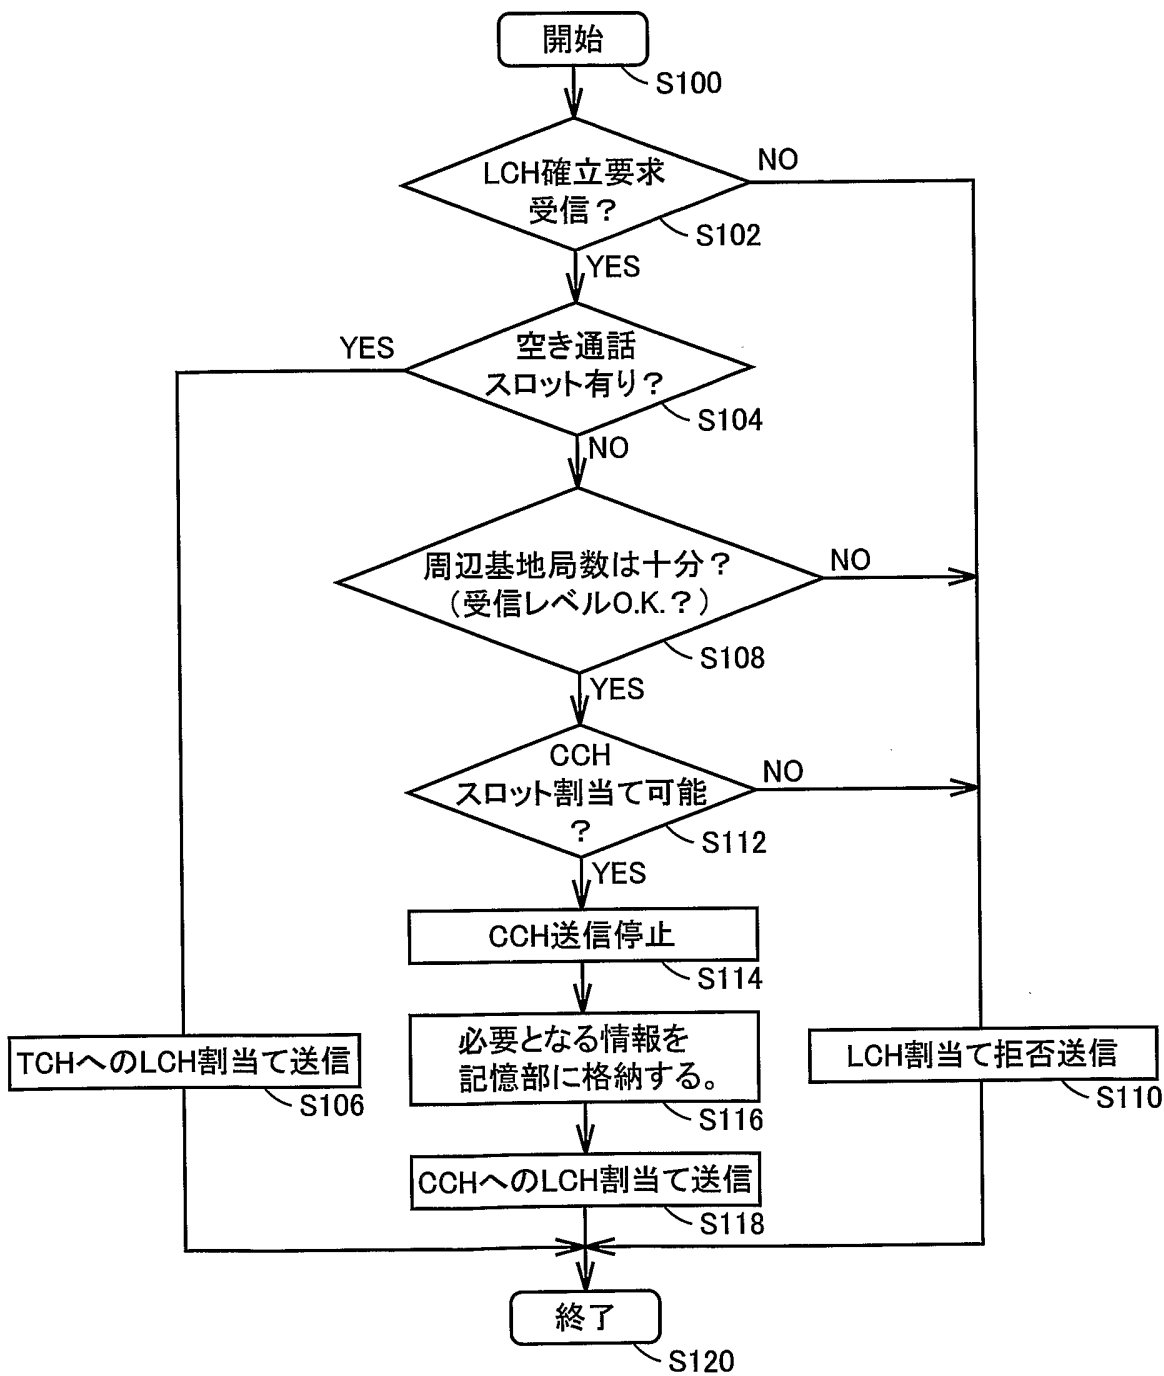 開始
S100
LCH確立要求
受信？
NO
S102
YES
空き通話
スロット有り？
YES
S104
NO
周辺基地局数は十分？
（受信レベルO.K.？）
NO
S108
YES
CCH
スロット割当て可能
？
NO
S112
YES
CCH送信停止
S114
必要となる情報を
記憶部に格納する。
S116
TCHへのLCH割当て送信
S106
LCH割当て拒否送信
S110
CCHへのLCH割当て送信
S118
終了
S120